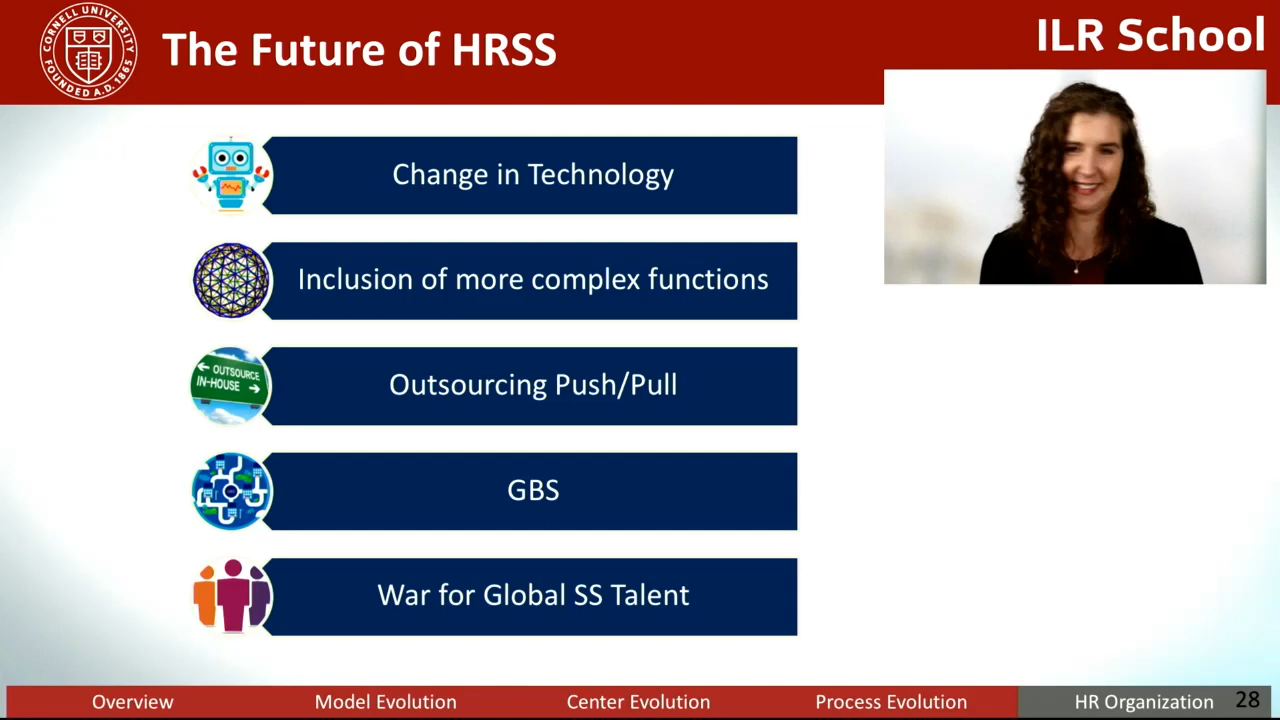 CORNELL UNIVERSITY
FOUNDED A.D. 1865
The Future of HRSS
ILR School
Change in Technology
Inclusion of more complex functions
← OUTSOURCE
IN-HOUSE →
Outsourcing Push/Pull
GBS
War for Global SS Talent
Overview
Model Evolution
Center Evolution
Process Evolution
HR Organization
28